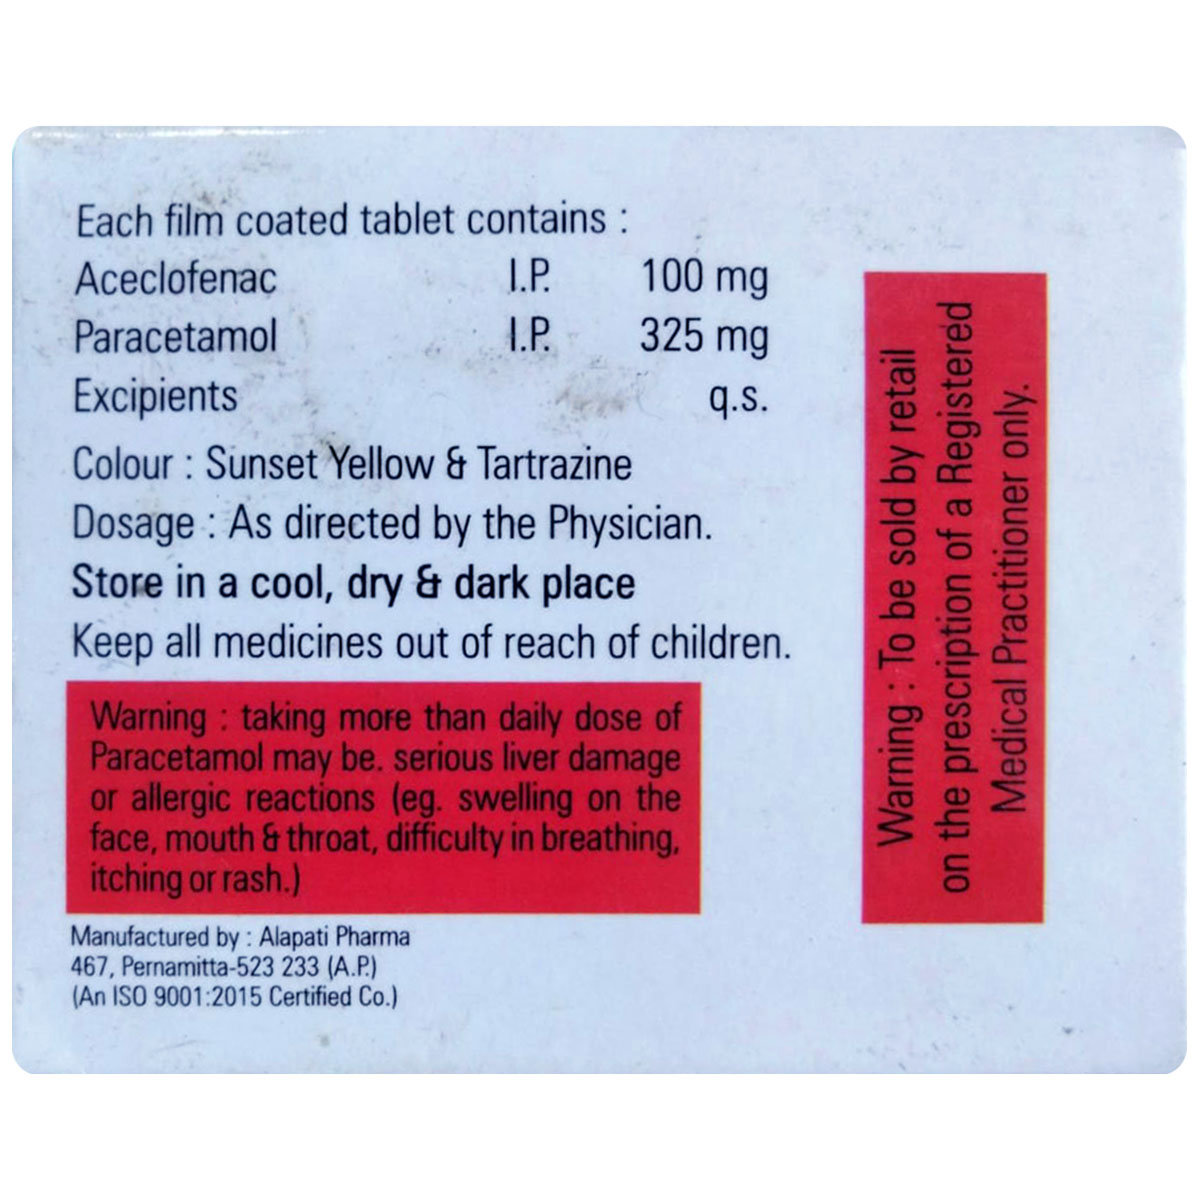 Each film coated tablet contains :
Aceclofenac I.P. 100 mg
Paracetamol I.P. 325 mg
Excipients q.s.
Colour : Sunset Yellow & Tartrazine
Dosage : As directed by the Physician.
Store in a cool, dry & dark place
Keep all medicines out of reach of children.
Warning : taking more than daily dose of
Paracetamol may be. serious liver damage
or allergic reactions (eg. swelling on the
face, mouth & throat, difficulty in breathing,
itching or rash.)
Manufactured by : Alapati Pharma
467, Pernamitta-523 233 (A.P.)
(An ISO 9001:2015 Certified Co.)
Warning : To be sold by retail
on the prescription of a Registered
Medical Practitioner only.